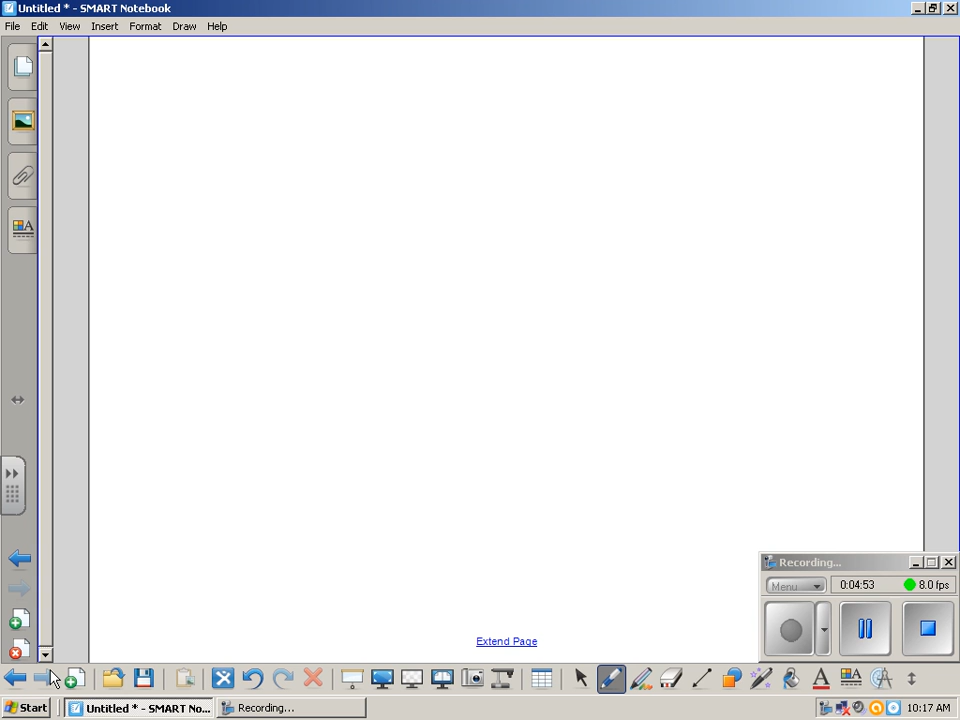 Untitled * - SMART Notebook
File Edit View Insert Format Draw Help
Extend Page
Recording...
Menu 0:04:53 8.0 fps
Start Untitled * - SMART No... Recording... 10:17 AM